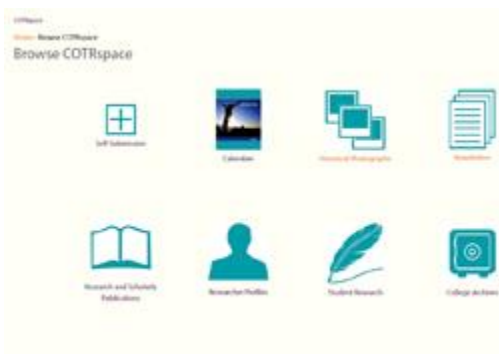 COTRspace
Home Browse COTRspace
Browse COTRspace
Self Submission
Calendars
Historical Photographs
Newsletters
Research and Scholarly
Publications
Researcher Profiles
Student Research
College Archives